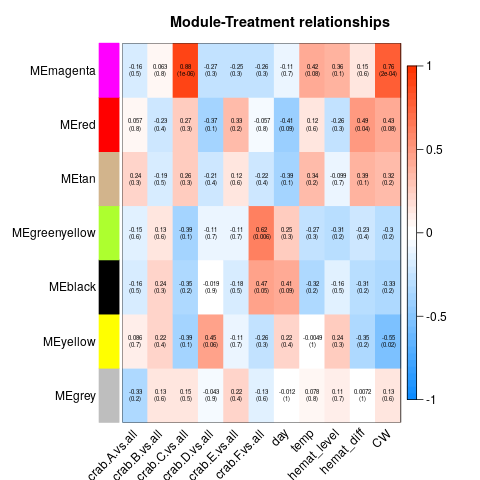 Module-Treatment relationships
MEmagenta -0.16 0.063 0.88 -0.27 -0.25 -0.26 -0.11 0.42 0.36 0.15 0.76
(0.5) (0.8) (1e-06) (0.3) (0.3) (0.3) (0.7) (0.08) (0.1) (0.6) (2e-04)
MEred 0.057 -0.23 0.27 -0.37 0.33 -0.057 -0.41 0.12 -0.26 0.49 0.43
(0.8) (0.4) (0.3) (0.1) (0.2) (0.8) (0.09) (0.6) (0.3) (0.04) (0.08)
MEtan 0.24 -0.19 0.26 -0.21 0.12 -0.22 -0.39 0.34 -0.099 0.39 0.32
(0.3) (0.5) (0.3) (0.4) (0.6) (0.4) (0.1) (0.2) (0.7) (0.1) (0.2)
MEgreenyellow -0.15 0.13 -0.39 -0.11 -0.11 0.62 0.25 -0.27 -0.31 -0.23 -0.3
(0.6) (0.6) (0.1) (0.7) (0.7) (0.006) (0.3) (0.3) (0.2) (0.4) (0.2)
MEblack -0.16 0.24 -0.35 -0.019 -0.18 0.47 0.41 -0.32 -0.16 -0.31 -0.33
(0.5) (0.3) (0.2) (0.9) (0.5) (0.05) (0.09) (0.2) (0.5) (0.2) (0.2)
MEyellow 0.086 0.22 -0.39 0.45 -0.11 -0.26 0.22 -0.0049 0.24 -0.35 -0.55
(0.7) (0.4) (0.1) (0.06) (0.7) (0.3) (0.4) (1) (0.3) (0.2) (0.02)
MEgrey -0.33 0.13 0.15 -0.043 0.22 -0.13 -0.012 0.078 0.11 0.0072 0.13
(0.2) (0.6) (0.5) (0.9) (0.4) (0.6) (1) (0.8) (0.7) (1) (0.6)
crab.A.vs.all
crab.B.vs.all
crab.C.vs.all
crab.D.vs.all
crab.E.vs.all
crab.F.vs.all
day
temp
hemat_level
hemat_diff
CW
1
0.5
0
-0.5
-1